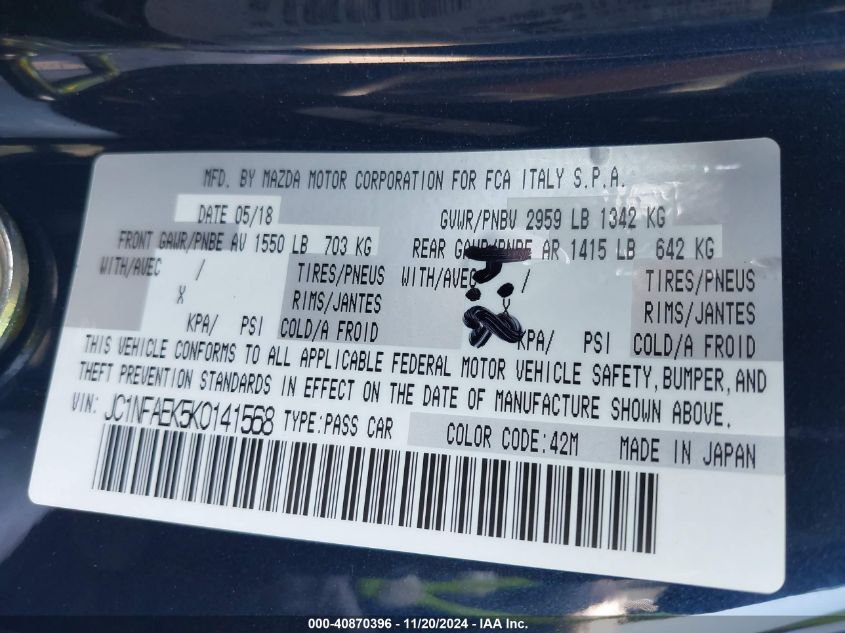 MFD. BY MAZDA MOTOR CORPORATION FOR FCA ITALY S.P.A.
DATE 05/18 GVWR/PNBV 2959 LB 1342 KG
FRONT GAWR/PNBE AV 1550 LB 703 KG REAR GAWR/PNBE AR 1415 LB 642 KG
WITH/AVEC / TIRES/PNEUS WITH/AVEC / TIRES/PNEUS
X RIMS/JANTES RIMS/JANTES
KPA/ PSI COLD/A FROID KPA/ PSI COLD/A FROID
THIS VEHICLE CONFORMS TO ALL APPLICABLE FEDERAL MOTOR VEHICLE SAFETY, BUMPER, AND
THEFT PREVENTION STANDARDS IN EFFECT ON THE DATE OF MANUFACTURE SHOWN ABOVE.
VIN: JC1NFAEK5K0141568 TYPE:PASS CAR COLOR CODE:42M MADE IN JAPAN
000-40870396 - 11/20/2024 - IAA Inc.